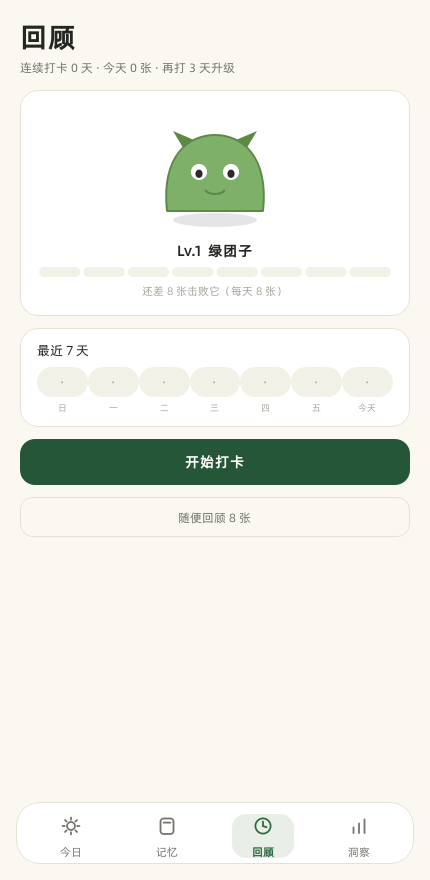 回顾
连续打卡 0 天 · 今天 0 张 · 再打 3 天升级
Lv.1 绿团子
还差 8 张击败它（每天 8 张）
最近 7 天
· · · · · · ·
日 一 二 三 四 五 今天
开始打卡
随便回顾 8 张
今日 记忆 回顾 洞察